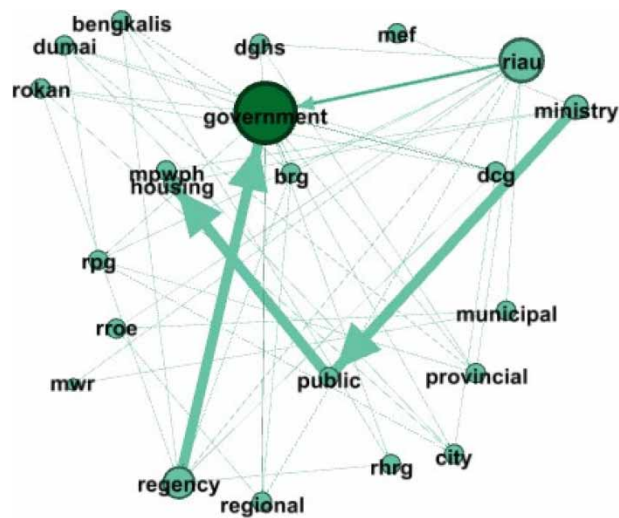 bengkalis
mef
dumai
dghs
riau
rokan
ministry
government
mpwph
brg
dcg
housing
rpg
municipal
rroe
public
provincial
mwr
city
rhrg
regency
regional